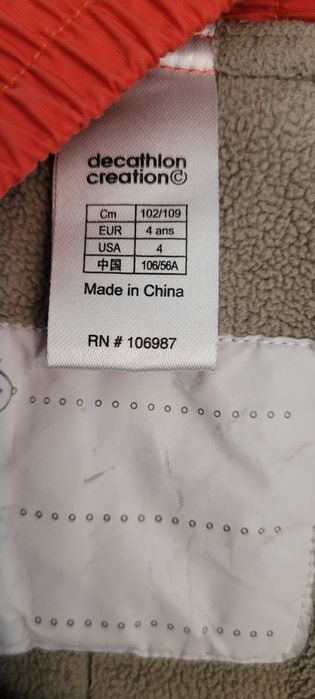 decathlon
creation©
Cm 102/109
EUR 4 ans
USA 4
中国 106/56A
Made in China
RN # 106987